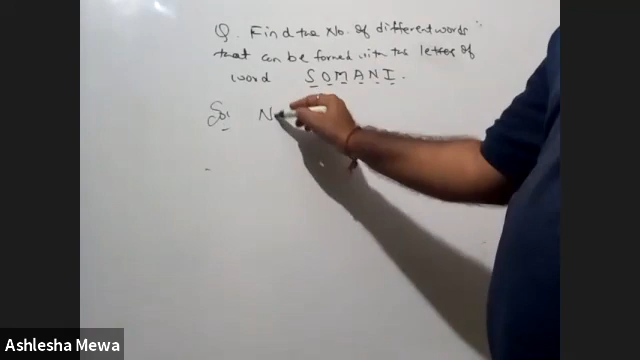 Q. Find the No. of different words
that can be formed with the letters of
word SOMANI.
Sol N
Ashlesha Mewa